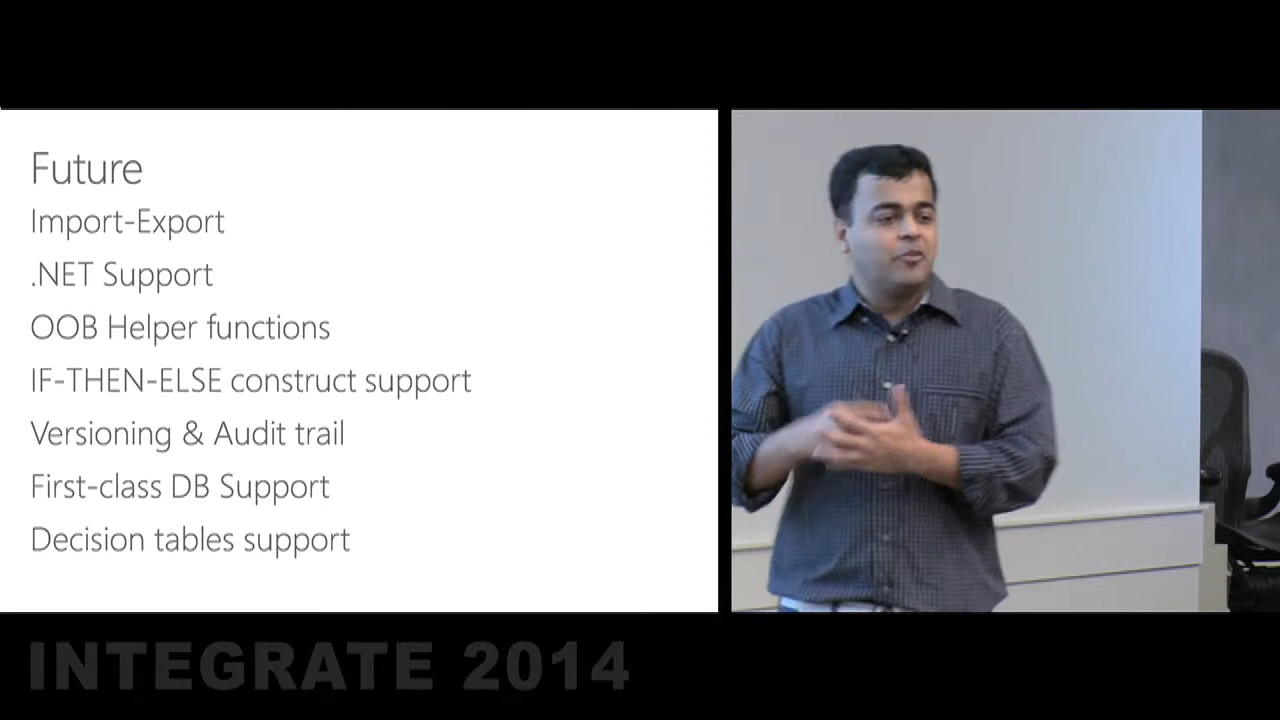 Future
Import-Export
.NET Support
OOB Helper functions
IF-THEN-ELSE construct support
Versioning & Audit trail
First-class DB Support
Decision tables support
INTEGRATE 2014